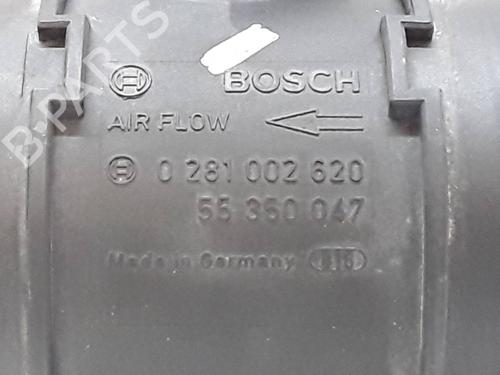 BOSCH
AIR FLOW
0 281 002 620
55 350 047
Made in Germany
B-PARTS